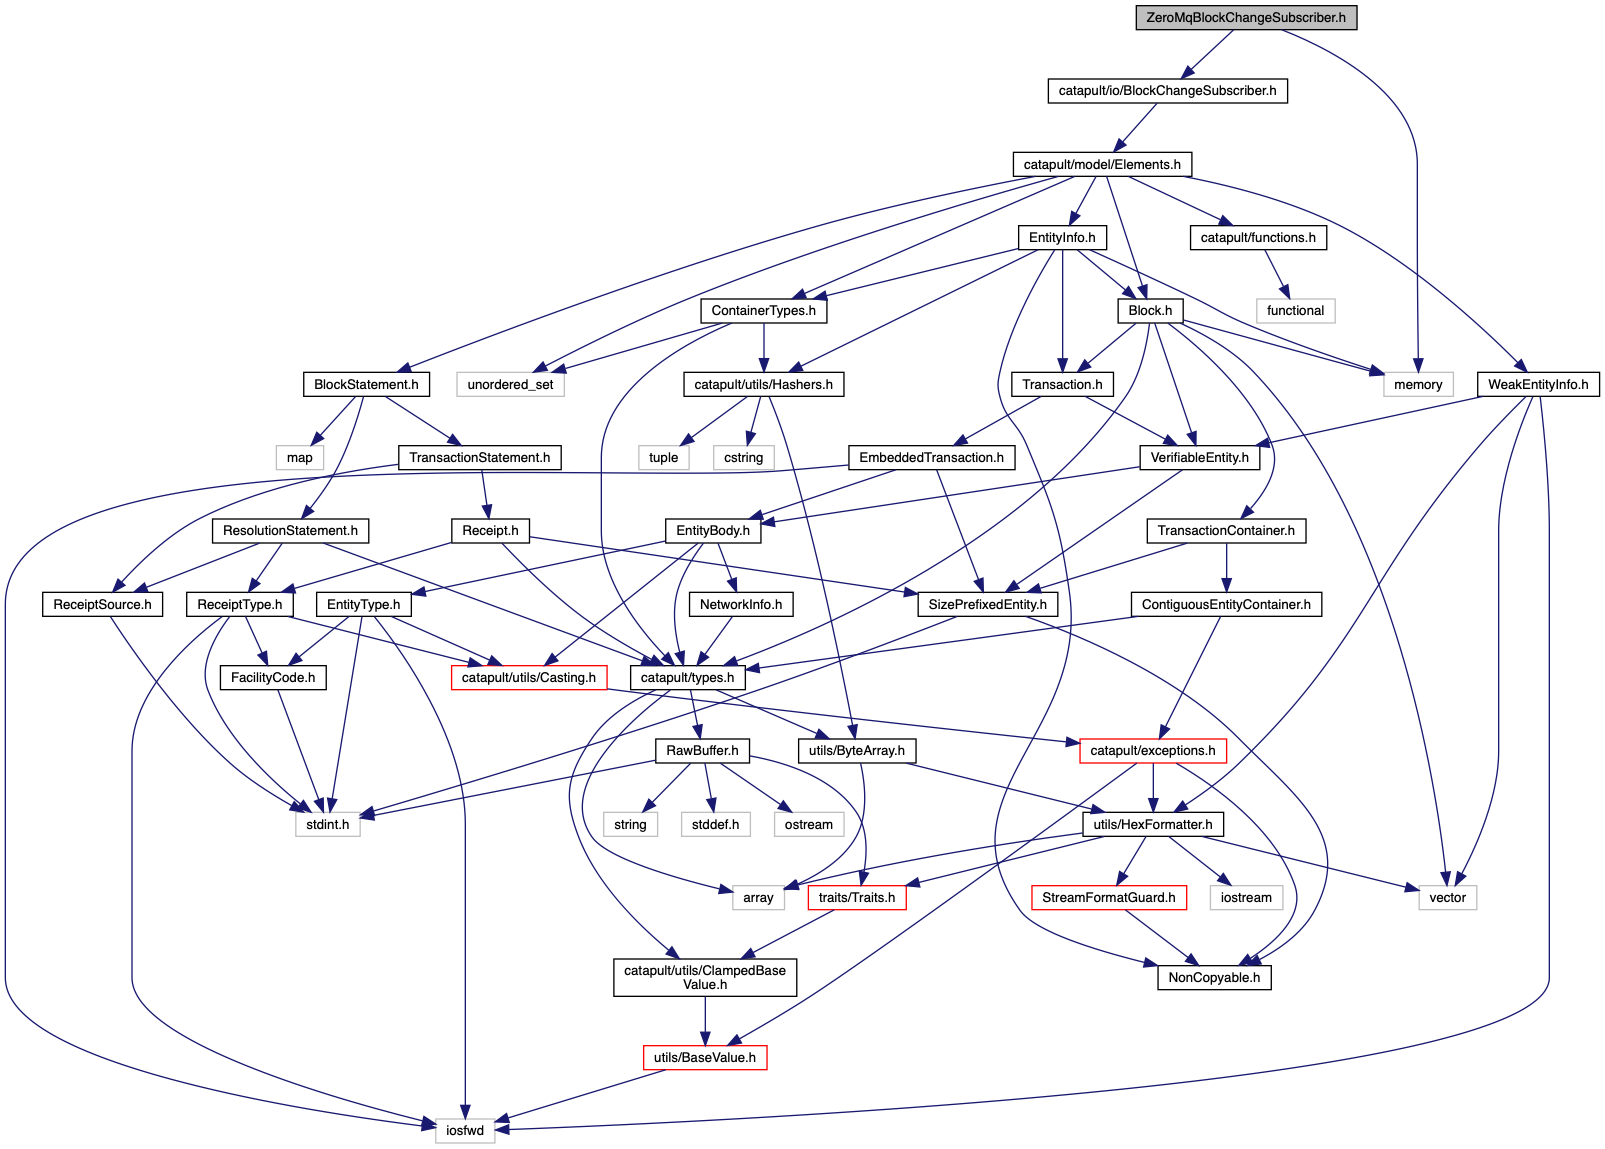 ZeroMqBlockChangeSubscriber.h
catapult/io/BlockChangeSubscriber.h
catapult/model/Elements.h
EntityInfo.h
catapult/functions.h
ContainerTypes.h
Block.h
functional
BlockStatement.h
unordered_set
catapult/utils/Hashers.h
Transaction.h
memory
WeakEntityInfo.h
map
TransactionStatement.h
tuple
cstring
EmbeddedTransaction.h
VerifiableEntity.h
ResolutionStatement.h
Receipt.h
EntityBody.h
TransactionContainer.h
ReceiptSource.h
ReceiptType.h
EntityType.h
NetworkInfo.h
SizePrefixedEntity.h
ContiguousEntityContainer.h
FacilityCode.h
catapult/utils/Casting.h
catapult/types.h
RawBuffer.h
utils/ByteArray.h
catapult/exceptions.h
stdint.h
string
stddef.h
ostream
utils/HexFormatter.h
array
traits/Traits.h
StreamFormatGuard.h
iostream
vector
catapult/utils/ClampedBase
Value.h
NonCopyable.h
utils/BaseValue.h
iosfwd